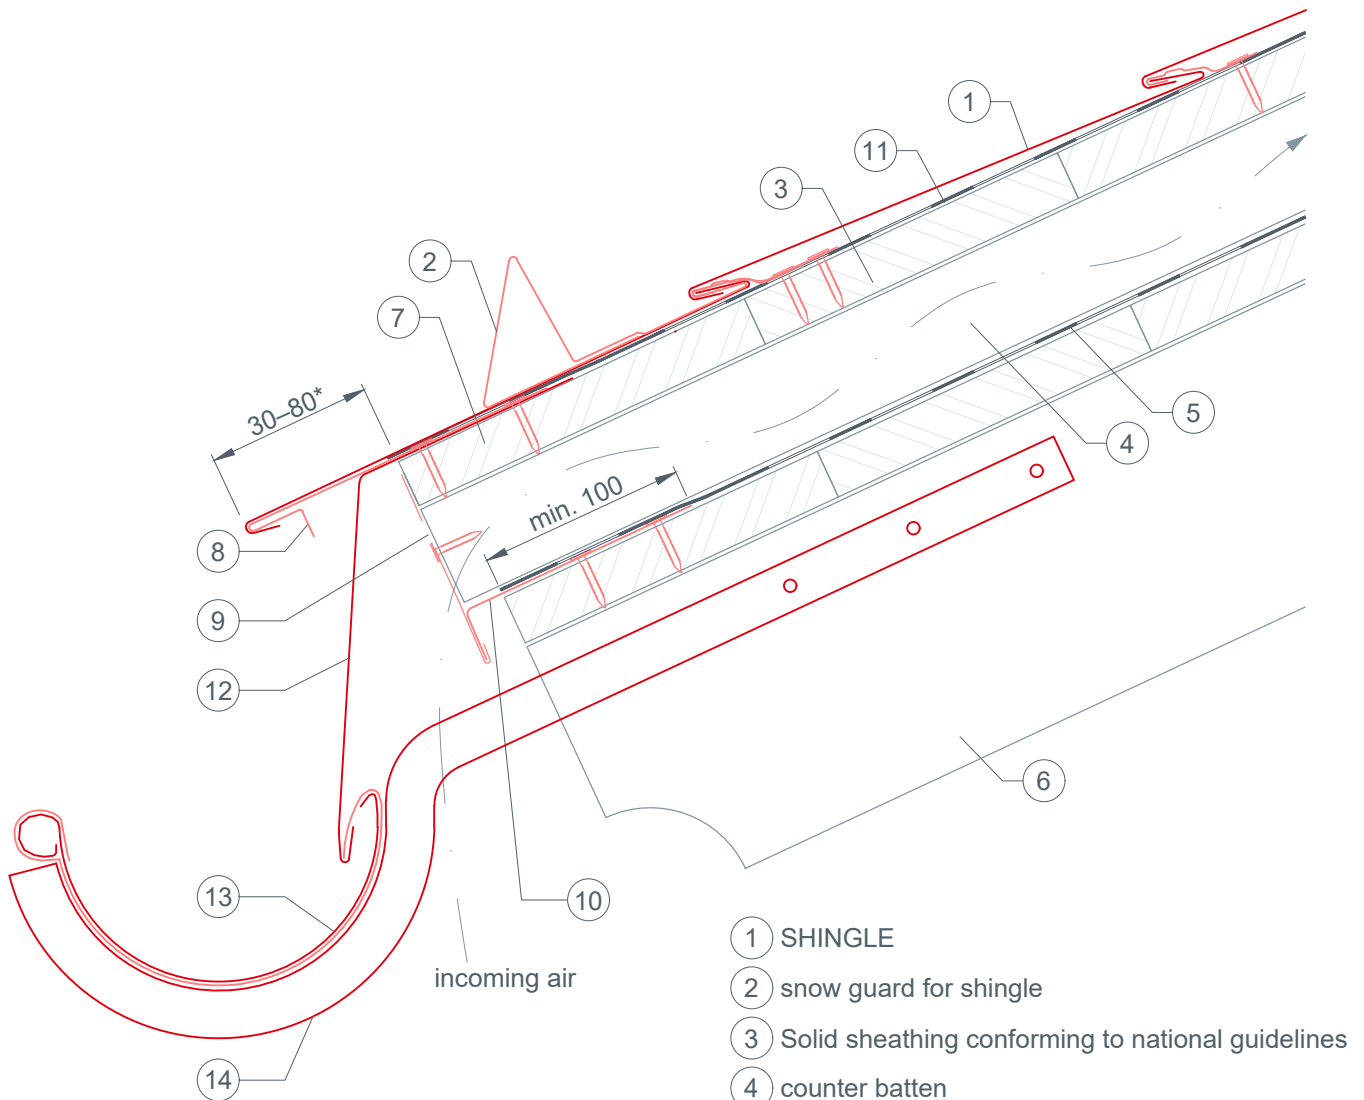 1
11
3
2
7
30–80*
5
4
min. 100
8
9
12
6
13
10
incoming air
14
1 SHINGLE
2 snow guard for shingle
3 Solid sheathing conforming to national guidelines
4 counter batten